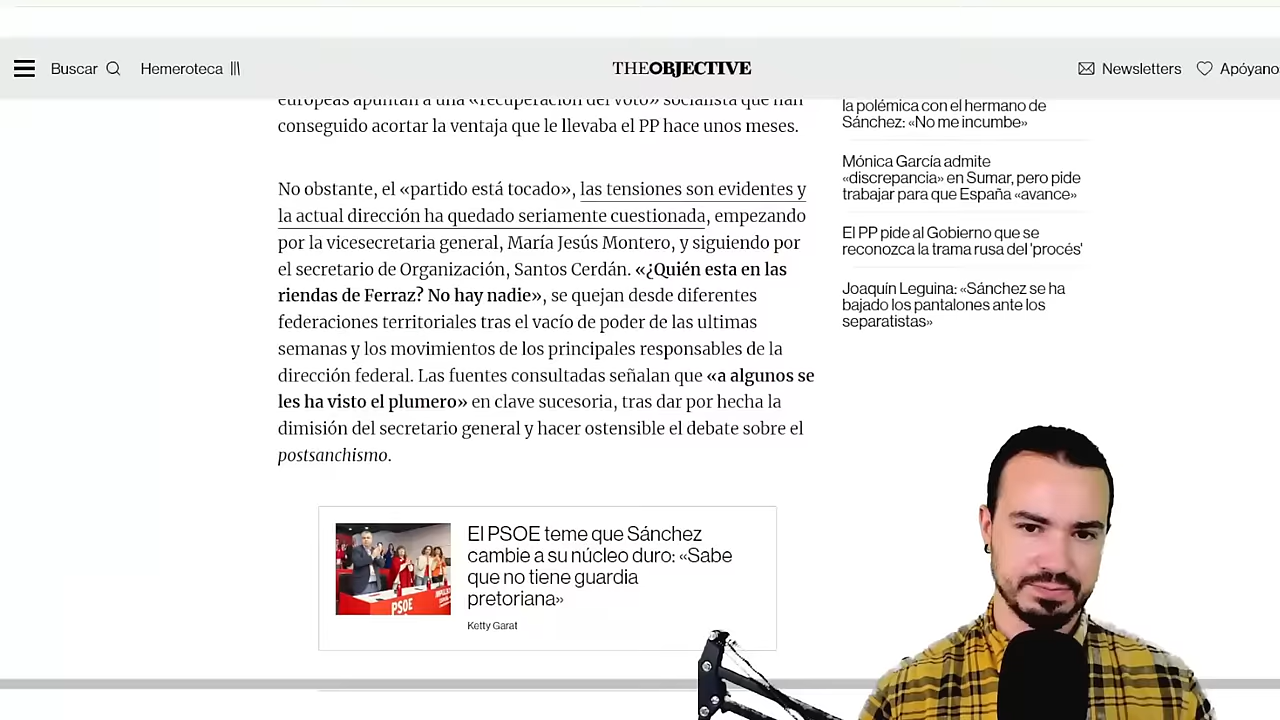 Buscar
Hemeroteca
THEOBJECTIVE
Newsletters
Apóyano
europeas apuntan a una «recuperación del voto» socialista que han
conseguido acortar la ventaja que le llevaba el PP hace unos meses.
No obstante, el «partido está tocado», las tensiones son evidentes y
la actual dirección ha quedado seriamente cuestionada, empezando
por la vicesecretaria general, María Jesús Montero, y siguiendo por
el secretario de Organización, Santos Cerdán. «¿Quién esta en las
riendas de Ferraz? No hay nadie», se quejan desde diferentes
federaciones territoriales tras el vacío de poder de las ultimas
semanas y los movimientos de los principales responsables de la
dirección federal. Las fuentes consultadas señalan que «a algunos se
les ha visto el plumero» en clave sucesoria, tras dar por hecha la
dimisión del secretario general y hacer ostensible el debate sobre el
postsanchismo.
El PSOE teme que Sánchez
cambie a su núcleo duro: «Sabe
que no tiene guardia
pretoriana»
Ketty Garat
PSOE
la polémica con el hermano de
Sánchez: «No me incumbe»
Mónica García admite
«discrepancia» en Sumar, pero pide
trabajar para que España «avance»
El PP pide al Gobierno que se
reconozca la trama rusa del 'procés'
Joaquín Leguina: «Sánchez se ha
bajado los pantalones ante los
separatistas»